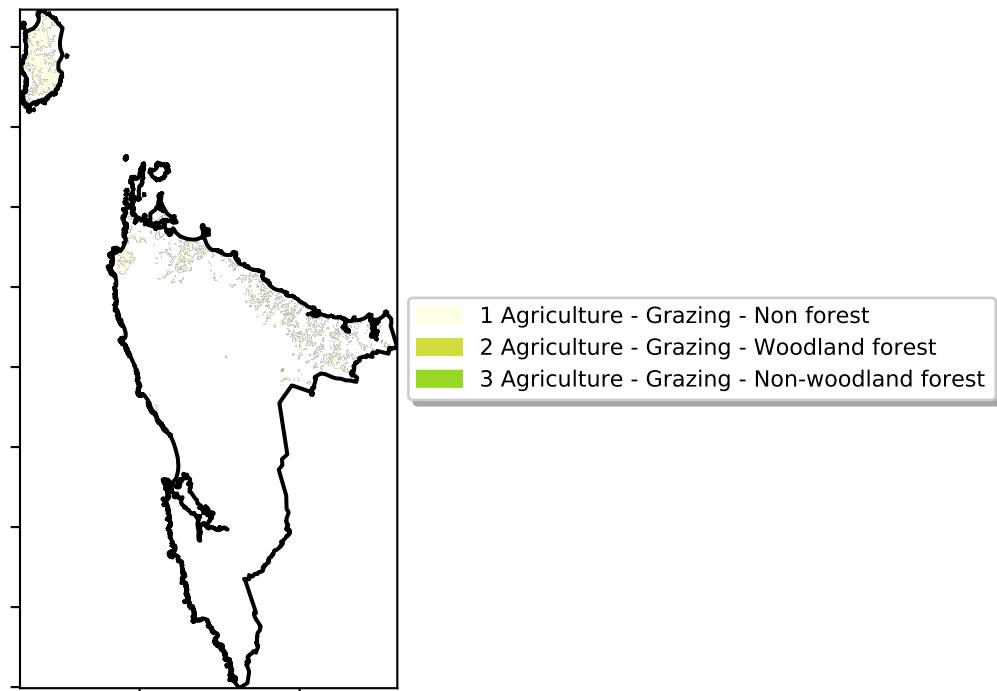 1 Agriculture - Grazing - Non forest
2 Agriculture - Grazing - Woodland forest
3 Agriculture - Grazing - Non-woodland forest